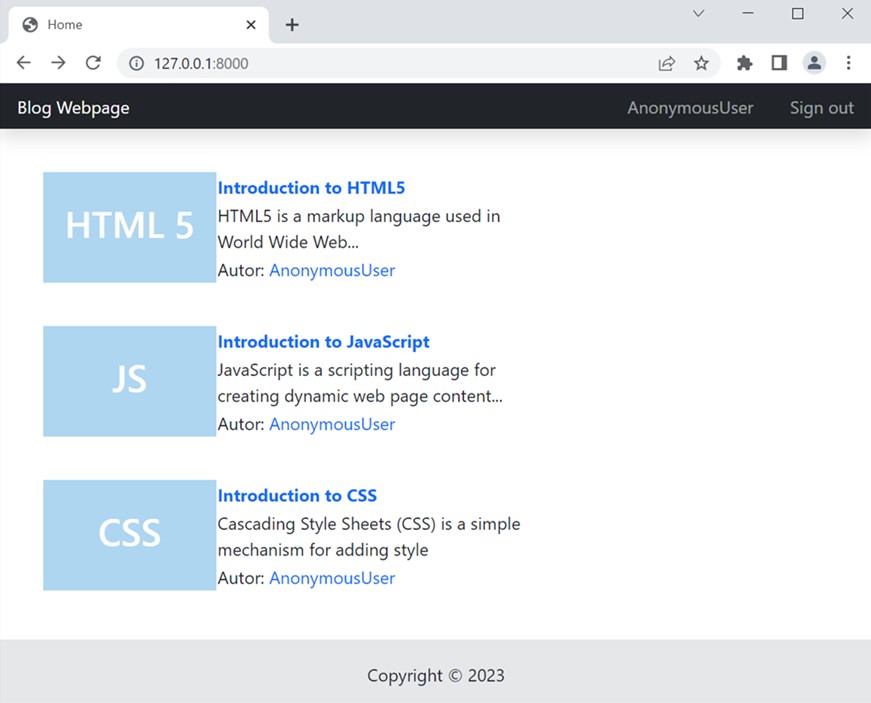 Home
127.0.0.1:8000
Blog Webpage AnonymousUser Sign out
HTML 5
Introduction to HTML5
HTML5 is a markup language used in
World Wide Web...
Autor: AnonymousUser
JS
Introduction to JavaScript
JavaScript is a scripting language for
creating dynamic web page content...
Autor: AnonymousUser
CSS
Introduction to CSS
Cascading Style Sheets (CSS) is a simple
mechanism for adding style
Autor: AnonymousUser
Copyright © 2023